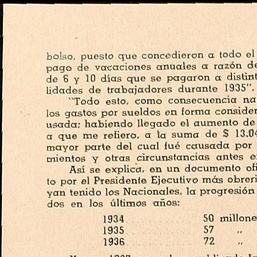 bolso, puesto que concedieron a todo el
pago de vacaciones anuales a razón de
de 6 y 10 días que se pagaron a distint
lidades de trabajadores durante 1935".
"Todo esto, como consecuencia na
los gastos por sueldos en forma consider
usada; habiendo llegado el aumento de
a que me refiero, a la suma de $ 13.04
mayor parte del cual fué causada por
mientos y otras circunstancias antes e
Así se explica, en un documento ofi
to por el Presidente Ejecutivo más obreri
yan tenido los Nacionales, la progresión
dos en los últimos años:
1934 50 millone
1935 57 ,,
1936 72 ,,